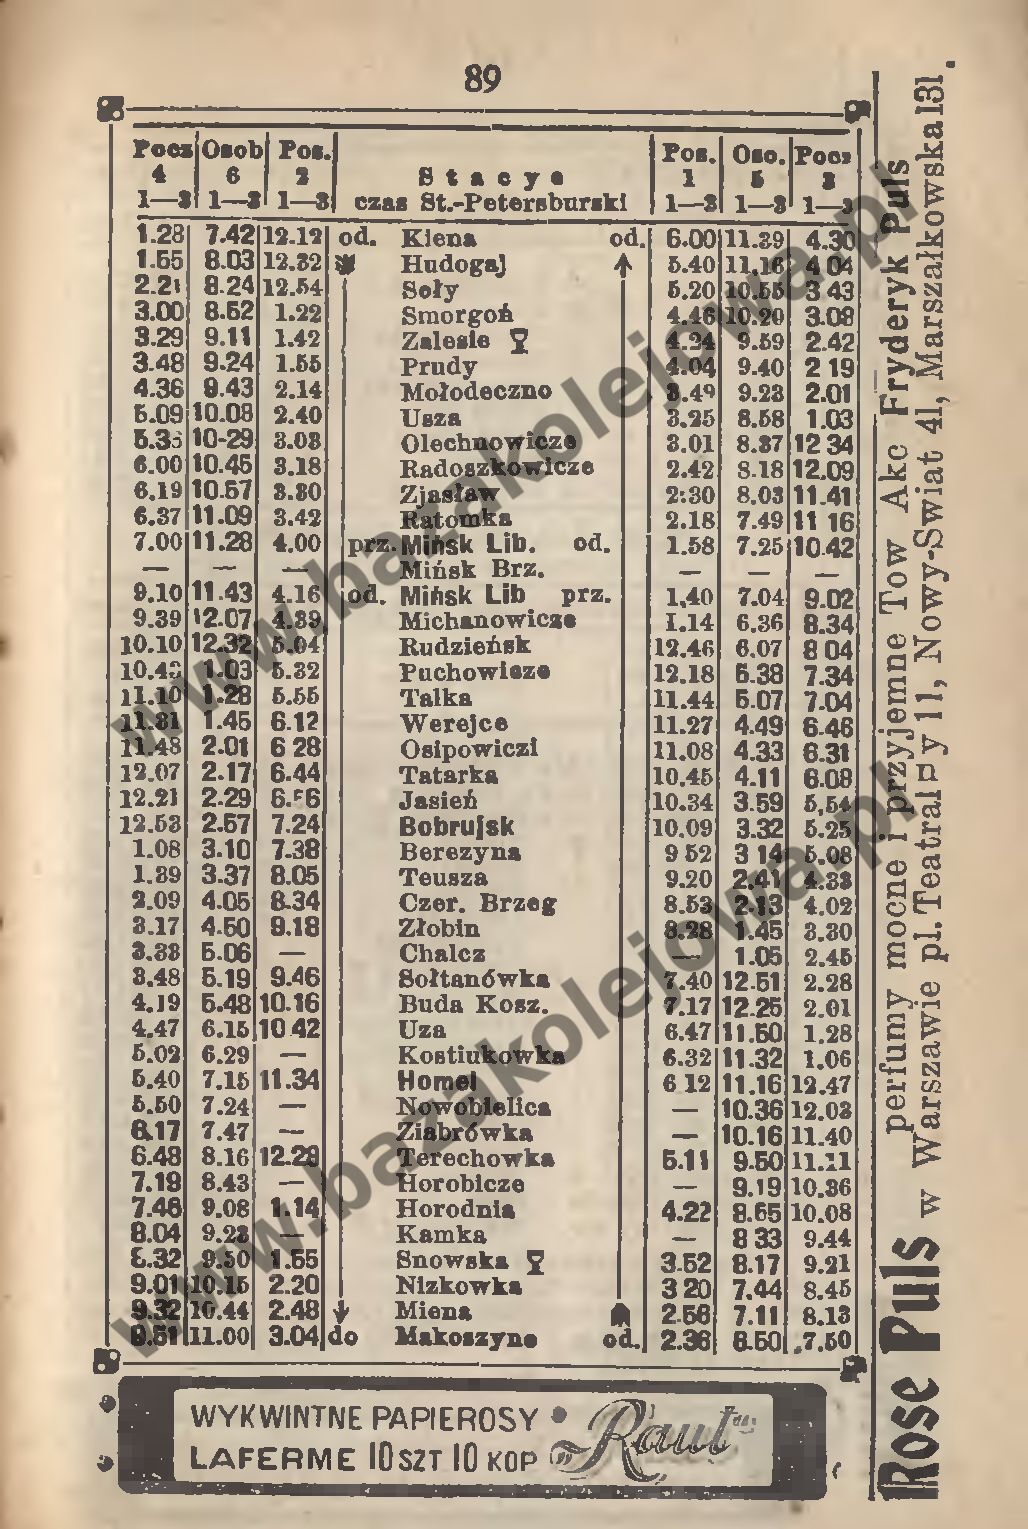 89
Pocz Osob Pos. Pos. Oso. Pocz
4 6 2 Stacye 1 5 3
1—3 1—3 1—3 czas St.-Petersburski 1—3 1—3 1—3
1.28 7.42 12.12 od. Kiena od. 6.00 11.39 4.30
1.55 8.03 12.32 Hudogaj 5.40 11.16 4 04
2.21 8.24 12.54 Soły 5.20 10.55 3 43
3.00 8.52 1.22 Smorgoń 4.46 10.20 3.08
3.29 9.11 1.42 Zalesie 4.24 9.59 2.42
3.48 9.24 1.55 Prudy 4.04 9.40 2 19
4.36 9.43 2.14 Mołodeczno 3.49 9.23 2.01
5.09 10.08 2.40 Usza 3.25 8.58 1.03
5.36 10-29 3.03 Olechnowicze 3.01 8.37 12 34
6.00 10.45 3.18 Radoszkowicze 2.42 8.18 12.09
6.19 10.57 3.30 Zjasław 2:30 8.03 11.41
6.37 11.09 3.42 Ratomka 2.18 7.49 11 16
7.00 11.28 4.00 prz. Mińsk Lib. od. 1.58 7.25 10.42
— — — Mińsk Brz. — — —
9.10 11.43 4.16 od. Mińsk Lib prz. 1,40 7.04 9.02
9.39 12.07 4.39 Michanowicze 1.14 6.36 8.34
10.10 12.32 5.04 Rudzieńsk 12.46 6.07 8 04
10.43 1.03 5.32 Puchowicze 12.18 5.38 7.34
11.10 1.28 5.55 Talka 11.44 5.07 7.04
11.31 1.45 6.12 Werejce 11.27 4.49 6.46
11.48 2.01 6 28 Osipowiczi 11.08 4.33 6.31
12.07 2.17 6.44 Tatarka 10.45 4.11 6.08
12.21 2.29 6.56 Jasień 10.34 3.59 5,54
12.53 2.57 7.24 Bobrujsk 10.09 3.32 5.25
1.08 3.10 7.38 Berezyna 9 52 3 14 5.08
1.39 3.37 8.05 Teusza 9.20 2.41 4.33
2.09 4.05 8.34 Czer. Brzeg 8.53 2.13 4.02
3.17 4.50 9.18 Złobin 8.28 1.45 3.30
3.33 5.06 — Chalcz — 1.05 2.45
3.48 5.19 9.46 Sołtanówka 7.40 12.51 2.28
4.19 5.48 10.16 Buda Kosz. 7.17 12.25 2.01
4.47 6.15 10 42 Uza 6.47 11.50 1.28
5.02 6.29 — Kostiukowka 6.32 11.32 1.06
5.40 7.15 11.34 Homel 6 12 11.16 12.47
5.50 7.24 — Nowobielica — 10.36 12.03
6.17 7.47 — Ziabrówka — 10.16 11.40
6.48 8.16 12.29 Terechowka 5.11 9.50 11.11
7.19 8.43 — Horobicze — 9.19 10.36
7.46 9.08 1.14 Horodnia 4.22 8.55 10.08
8.04 9.23 — Kamka — 8 33 9.44
8.32 9.50 1.55 Snowska 3.52 8.17 9.21
9.01 10.15 2.20 Nizkowka 3 20 7.44 8.45
9.32 10.44 2.48 Miena 2.56 7.11 8.13
9.51 11.00 3.04 do Makoszyne od. 2.36 6.50 7.50
WYKWINTNE PAPIEROSY
LAFERME 10 SZT 10 KOP Raut
Rose Puls perfumy mocne i przyjemne Tow Akc Fryderyk Puls
w Warszawie pl. Teatralny 11, Nowy-Swiat 41, Marszałkowska 131.
www.bazakolejowa.pl
www.bazakolejowa.pl